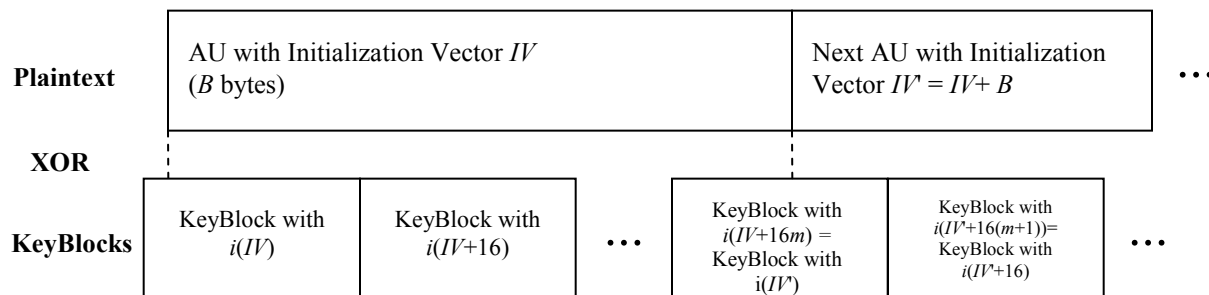 AU with Initialization Vector IV
(B bytes)
Next AU with Initialization
Vector IV' = IV+ B
Plaintext
...
XOR
KeyBlocks
KeyBlock with
i(IV)
KeyBlock with
i(IV+16)
...
KeyBlock with
i(IV+16m) =
KeyBlock with
i(IV')
KeyBlock with
i(IV'+16(m+1))=
KeyBlock with
i(IV'+16)
...